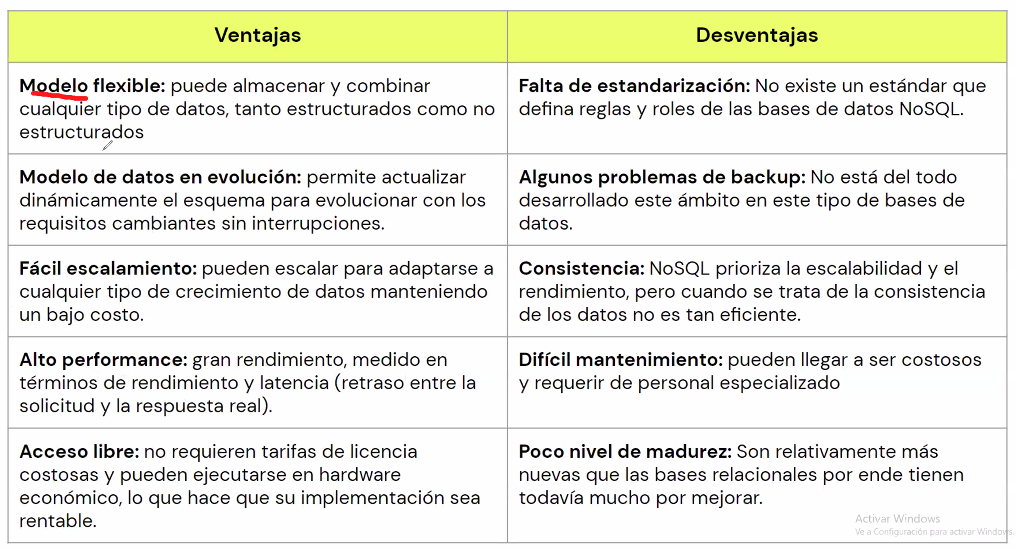 Ventajas
Desventajas
Modelo flexible: puede almacenar y combinar
cualquier tipo de datos, tanto estructurados como no
estructurados
Falta de estandarización: No existe un estándar que
defina reglas y roles de las bases de datos NoSQL.
Modelo de datos en evolución: permite actualizar
dinámicamente el esquema para evolucionar con los
requisitos cambiantes sin interrupciones.
Algunos problemas de backup: No está del todo
desarrollado este ámbito en este tipo de bases de
datos.
Fácil escalamiento: pueden escalar para adaptarse a
cualquier tipo de crecimiento de datos manteniendo
un bajo costo.
Consistencia: NoSQL prioriza la escalabilidad y el
rendimiento, pero cuando se trata de la consistencia
de los datos no es tan eficiente.
Alto performance: gran rendimiento, medido en
términos de rendimiento y latencia (retraso entre la
solicitud y la respuesta real).
Difícil mantenimiento: pueden llegar a ser costosos
y requerir de personal especializado
Acceso libre: no requieren tarifas de licencia
costosas y pueden ejecutarse en hardware
económico, lo que hace que su implementación sea
rentable.
Poco nivel de madurez: Son relativamente más
nuevas que las bases relacionales por ende tienen
todavía mucho por mejorar.
Activar Windows
Ve a Configuración para activar Windows.